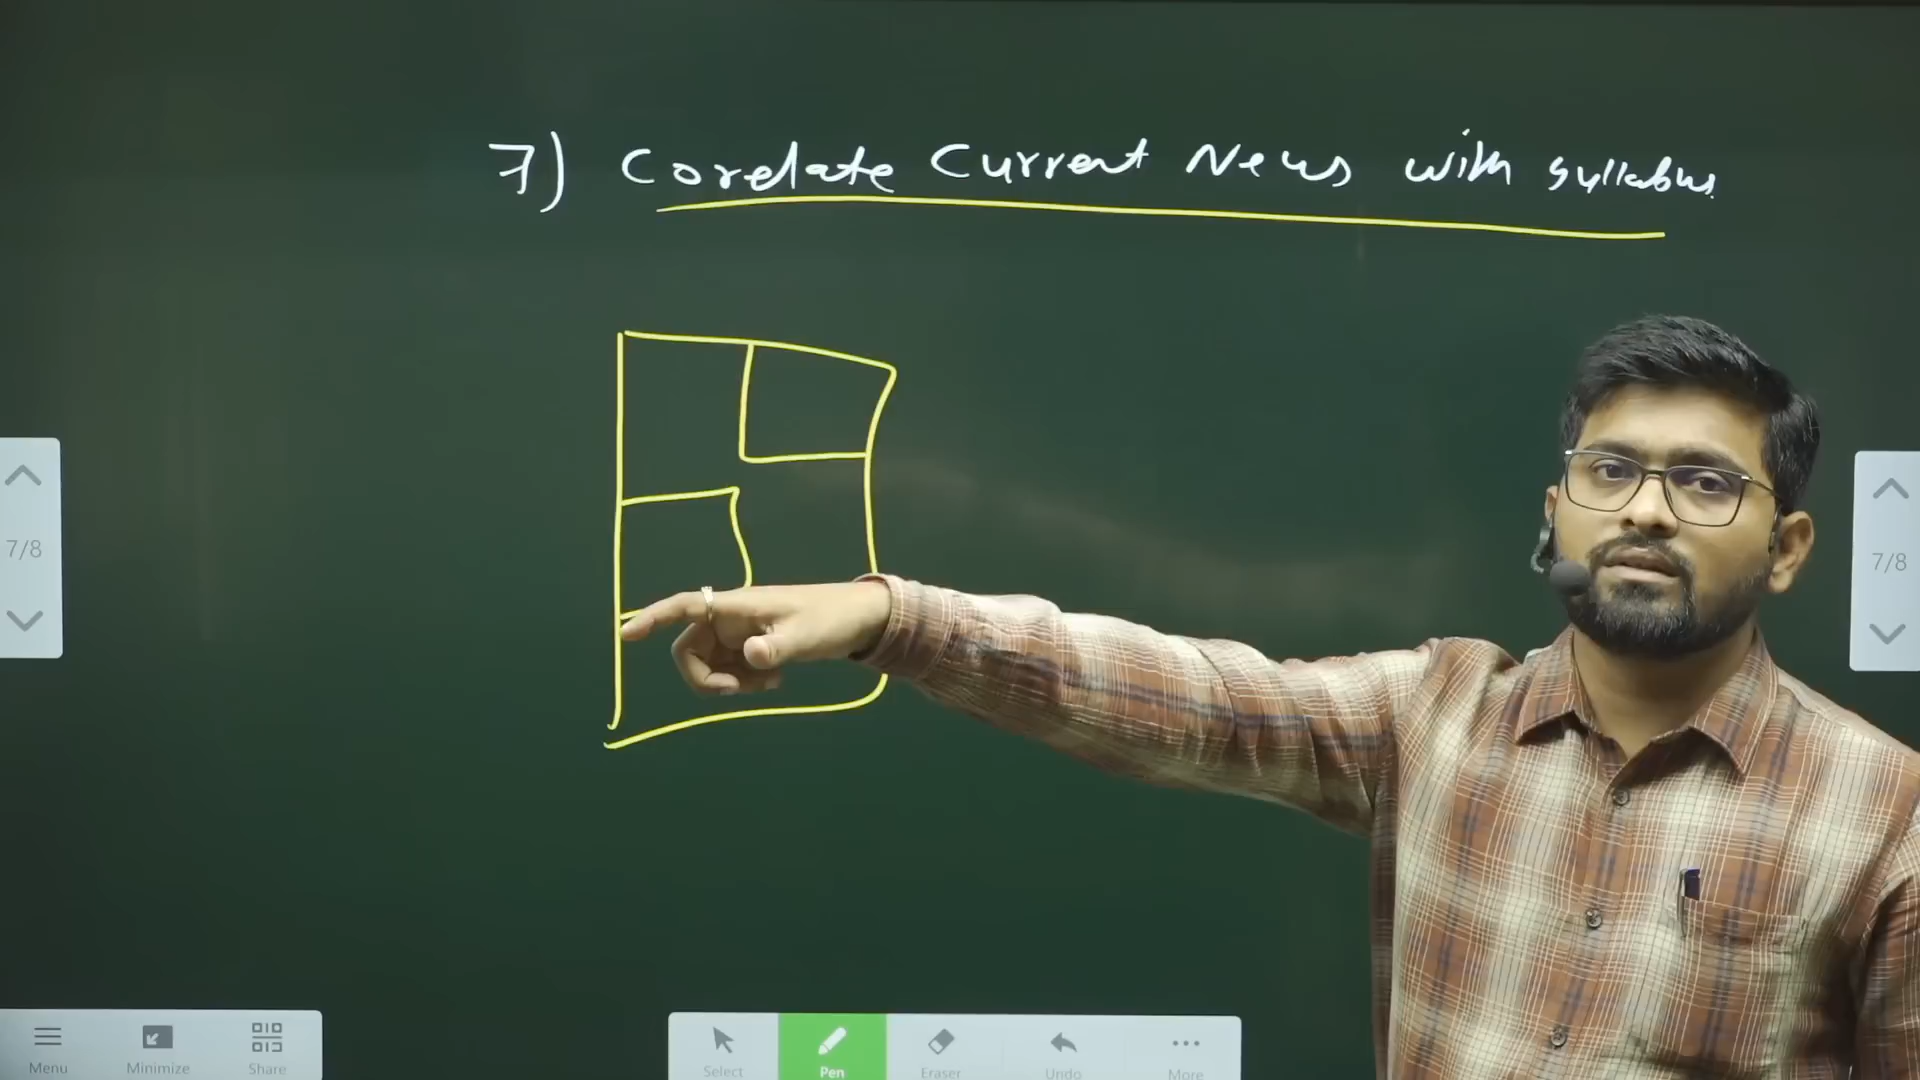 7) Corelate Current News with syllabus.
7/8
7/8
Menu
Minimize
Share
Select
Pen
Eraser
Undo
More